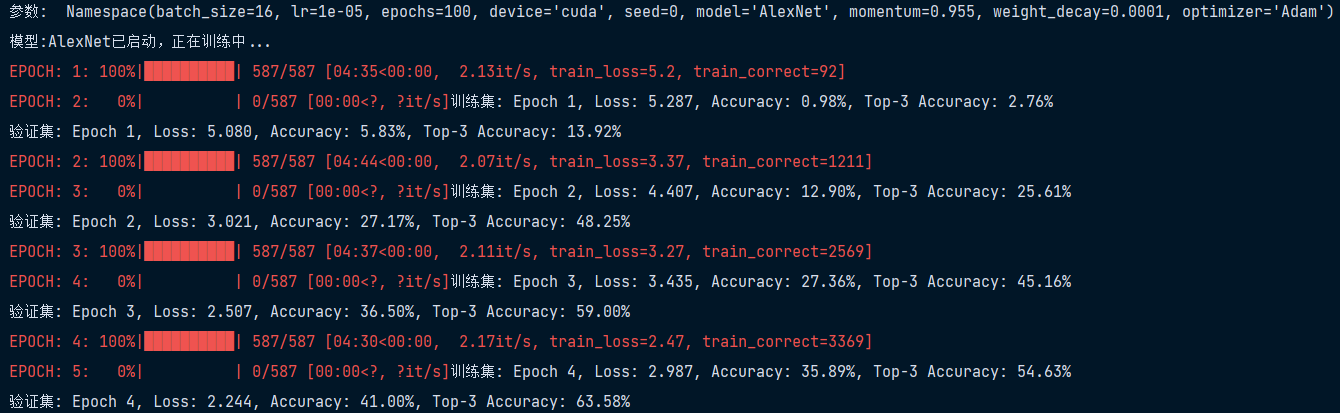 参数:  Namespace(batch_size=16, lr=1e-05, epochs=100, device='cuda', seed=0, model='AlexNet', momentum=0.955, weight_decay=0.0001, optimizer='Adam')
模型:AlexNet已启动，正在训练中...
EPOCH: 1: 100%|██████████| 587/587 [04:35<00:00,  2.13it/s, train_loss=5.2, train_correct=92]
EPOCH: 2:   0%|          | 0/587 [00:00<?, ?it/s]训练集: Epoch 1, Loss: 5.287, Accuracy: 0.98%, Top-3 Accuracy: 2.76%
验证集: Epoch 1, Loss: 5.080, Accuracy: 5.83%, Top-3 Accuracy: 13.92%
EPOCH: 2: 100%|██████████| 587/587 [04:44<00:00,  2.07it/s, train_loss=3.37, train_correct=1211]
EPOCH: 3:   0%|          | 0/587 [00:00<?, ?it/s]训练集: Epoch 2, Loss: 4.407, Accuracy: 12.90%, Top-3 Accuracy: 25.61%
验证集: Epoch 2, Loss: 3.021, Accuracy: 27.17%, Top-3 Accuracy: 48.25%
EPOCH: 3: 100%|██████████| 587/587 [04:37<00:00,  2.11it/s, train_loss=3.27, train_correct=2569]
EPOCH: 4:   0%|          | 0/587 [00:00<?, ?it/s]训练集: Epoch 3, Loss: 3.435, Accuracy: 27.36%, Top-3 Accuracy: 45.16%
验证集: Epoch 3, Loss: 2.507, Accuracy: 36.50%, Top-3 Accuracy: 59.00%
EPOCH: 4: 100%|██████████| 587/587 [04:30<00:00,  2.17it/s, train_loss=2.47, train_correct=3369]
EPOCH: 5:   0%|          | 0/587 [00:00<?, ?it/s]训练集: Epoch 4, Loss: 2.987, Accuracy: 35.89%, Top-3 Accuracy: 54.63%
验证集: Epoch 4, Loss: 2.244, Accuracy: 41.00%, Top-3 Accuracy: 63.58%